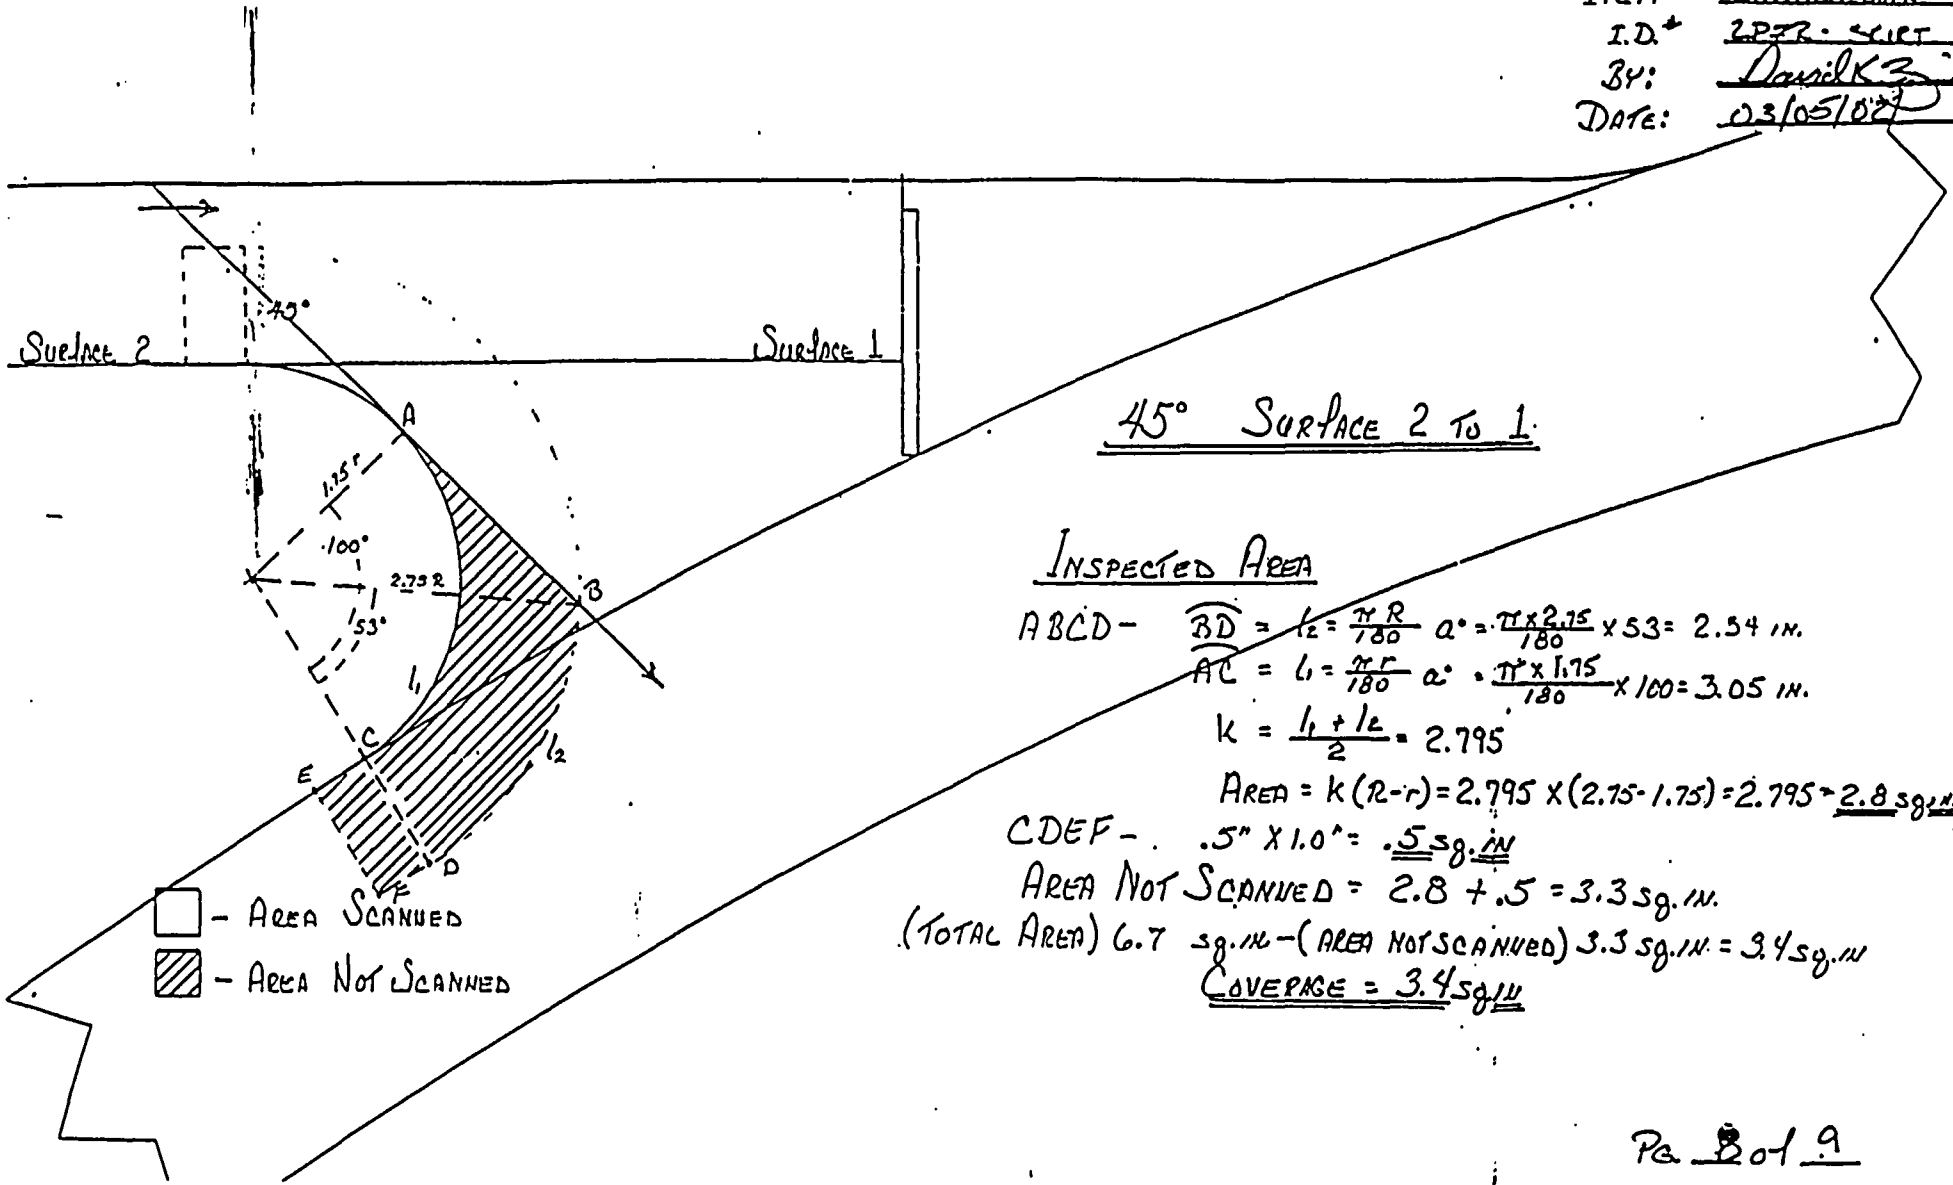 I.D.# 2PZR- SKIRT
BY: David K
DATE: 03/05/02
45°
SURFACE 2
SURFACE 1
A
45° SURFACE 2 TO 1
1.75 r
100°
2.75 R
B
53°
l₁
C
l₂
E
D
F
INSPECTED AREA
ABCD- BD = l₂ = πR/180 a° = π x 2.75/180 x 53 = 2.54 IN.
AC = l₁ = πr/180 a° = π x 1.75/180 x 100 = 3.05 IN.
K = l₁ + l₂/2 = 2.795
AREA = K (R-r) = 2.795 X (2.75-1.75) = 2.795 - 2.8 sq. IN.
CDEF- .5" X 1.0" = .5 sq. IN
AREA NOT SCANNED = 2.8 + .5 = 3.3 sq. IN.
(TOTAL AREA) 6.7 sq. IN - (AREA NOT SCANNED) 3.3 sq. IN. = 3.4 sq. IN
COVERAGE = 3.4 sq IN
- AREA SCANNED
- AREA NOT SCANNED
PG 8 of 9